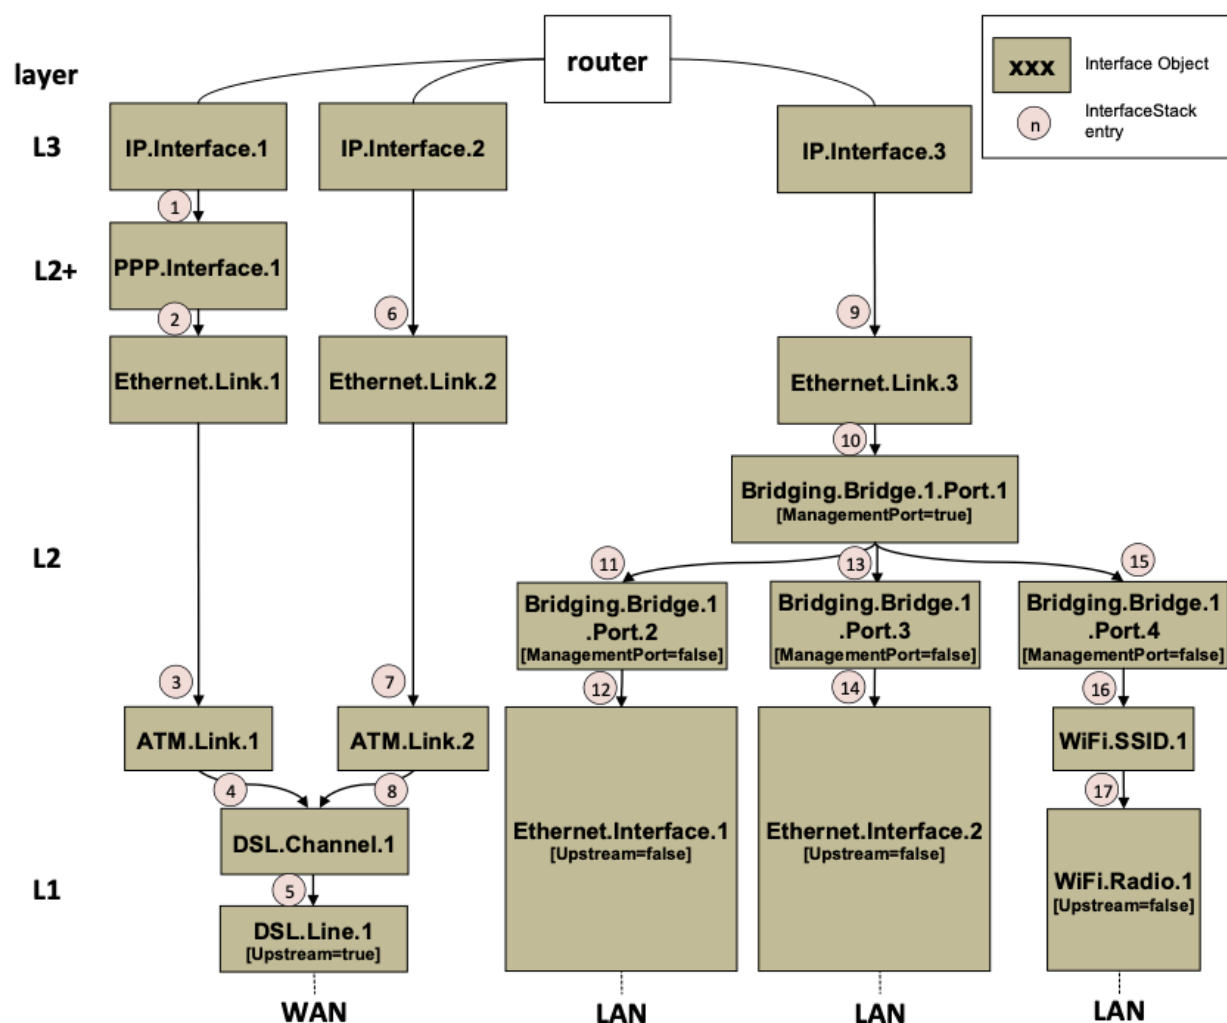 router
xxx
Interface Object
n
InterfaceStack
entry
layer
L3
IP.Interface.1
IP.Interface.2
IP.Interface.3
1
L2+
PPP.Interface.1
2
6
9
Ethernet.Link.1
Ethernet.Link.2
Ethernet.Link.3
10
Bridging.Bridge.1.Port.1
[ManagementPort=true]
L2
11
13
15
Bridging.Bridge.1
.Port.2
[ManagementPort=false]
Bridging.Bridge.1
.Port.3
[ManagementPort=false]
Bridging.Bridge.1
.Port.4
[ManagementPort=false]
3
7
12
14
16
ATM.Link.1
ATM.Link.2
WiFi.SSID.1
4
8
17
DSL.Channel.1
Ethernet.Interface.1
[Upstream=false]
Ethernet.Interface.2
[Upstream=false]
L1
5
WiFi.Radio.1
[Upstream=false]
DSL.Line.1
[Upstream=true]
WAN
LAN
LAN
LAN